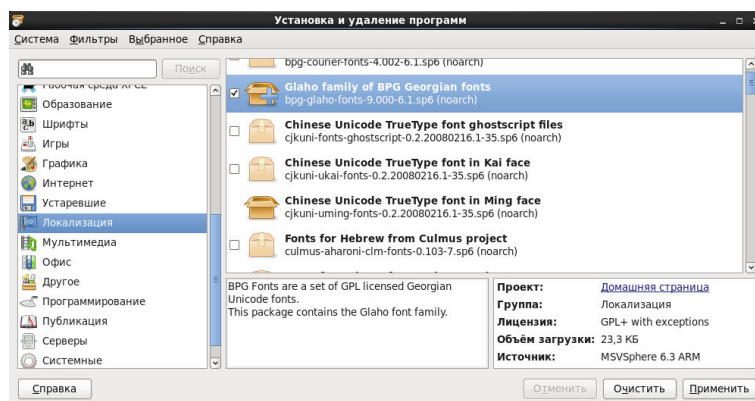 Установка и удаление программ
Система Фильтры Выбранное Справка
Поиск
Рабочая среда XFCE
Образование
Шрифты
Игры
Графика
Интернет
Устаревшие
Локализация
Мультимедиа
Офис
Другое
Программирование
Публикация
Серверы
Системные
bpg-courier-fonts-4.002-6.1.sp6 (noarch)
Glaho family of BPG Georgian fonts
bpg-glaho-fonts-9.000-6.1.sp6 (noarch)
Chinese Unicode TrueType font ghostscript files
cjkuni-fonts-ghostscript-0.2.20080216.1-35.sp6 (noarch)
Chinese Unicode TrueType font in Kai face
cjkuni-ukai-fonts-0.2.20080216.1-35.sp6 (noarch)
Chinese Unicode TrueType font in Ming face
cjkuni-uming-fonts-0.2.20080216.1-35.sp6 (noarch)
Fonts for Hebrew from Culmus project
culmus-aharoni-clm-fonts-0.103-7.sp6 (noarch)
BPG Fonts are a set of GPL licensed Georgian
Unicode fonts.
This package contains the Glaho font family.
Проект: Домашняя страница
Группа: Локализация
Лицензия: GPL+ with exceptions
Объём загрузки: 23,3 КБ
Источник: MSVSphere 6.3 ARM
Справка
Отменить Очистить Применить